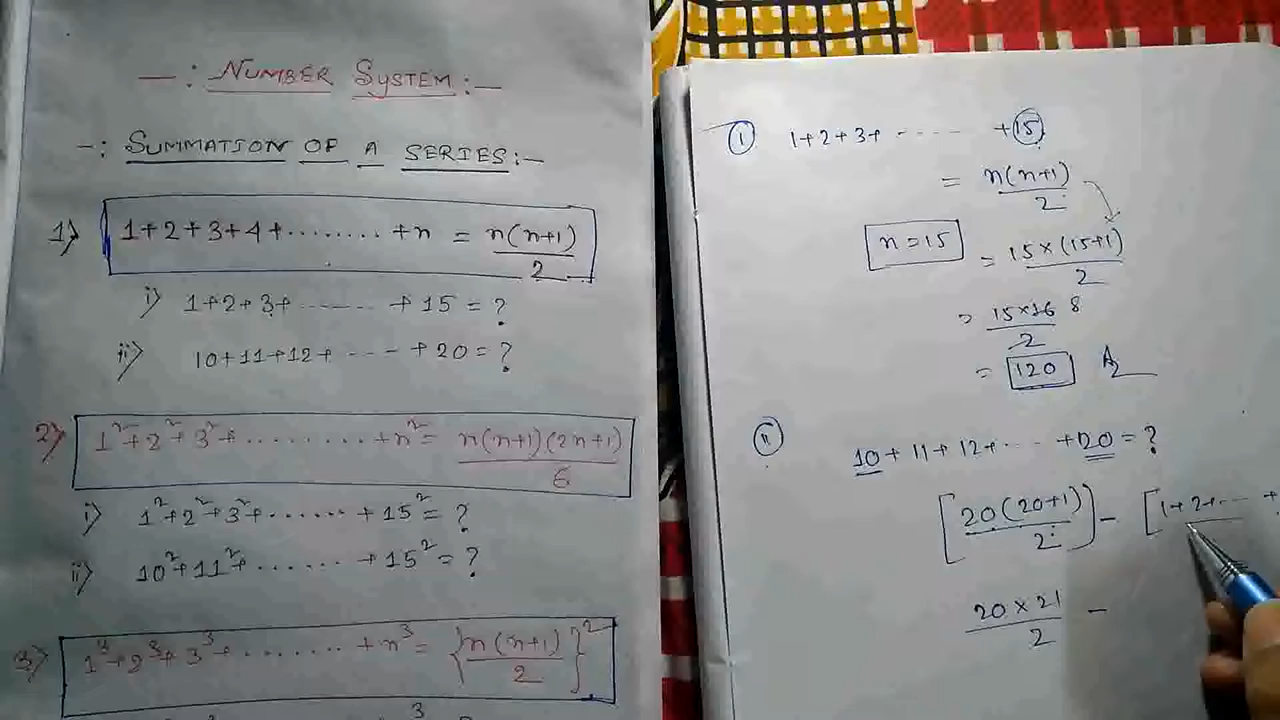 -: NUMBER SYSTEM :-
-: SUMMATION OF A SERIES :-
1) 1+2+3+4+........+n = n(n+1)/2
i) 1+2+3+........+15 = ?
ii) 10+11+12+....+20 = ?
2) 1²+2²+3²+.........+n² = n(n+1)(2n+1)/6
i) 1²+2²+3²+......+15² = ?
ii) 10²+11²+......+15² = ?
3) 1³+2³+3³+.......+n³ = {n(n+1)/2}²
3
i) 1+2+3+.....+15
= n(n+1)/2
n=15
= 15×(15+1)/2
= 15×16 8/2
= 120 A
ii) 10+11+12+....+20=?
[20(20+1)/2] - [1+2+....+
20×21/2 -